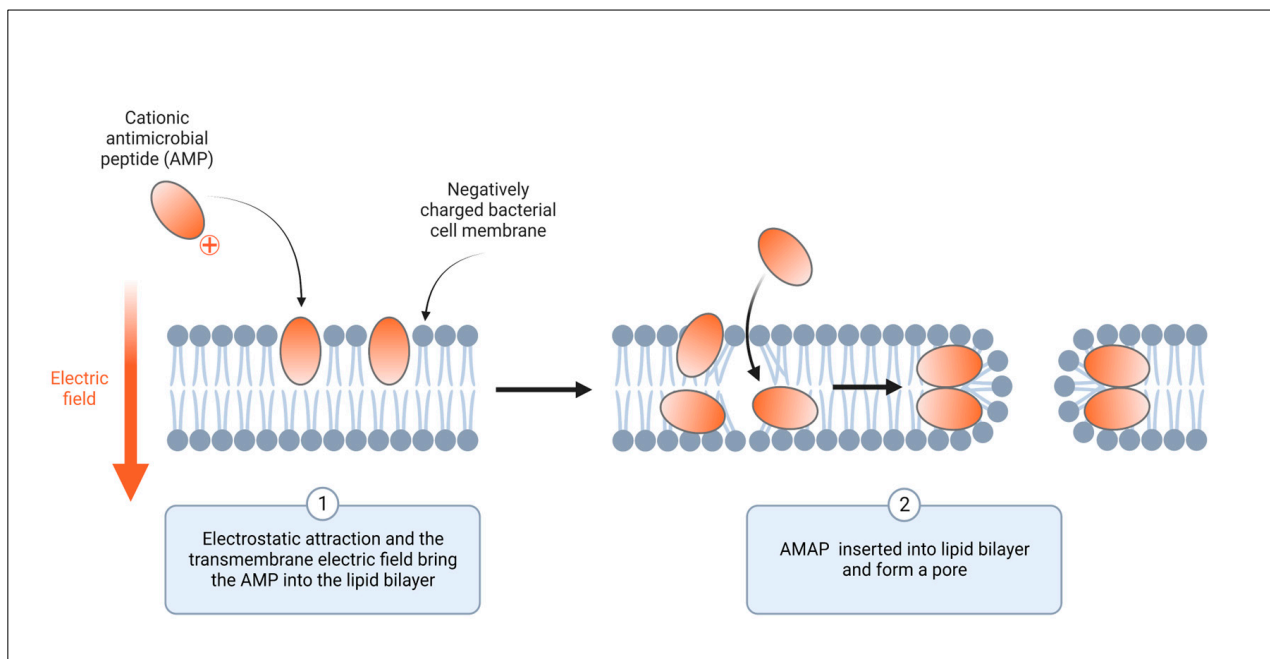 Cationic
antimicrobial
peptide (AMP)
Negatively
charged bacterial
cell membrane
Electric
field
1
Electrostatic attraction and the
transmembrane electric field bring
the AMP into the lipid bilayer
2
AMAP inserted into lipid bilayer
and form a pore